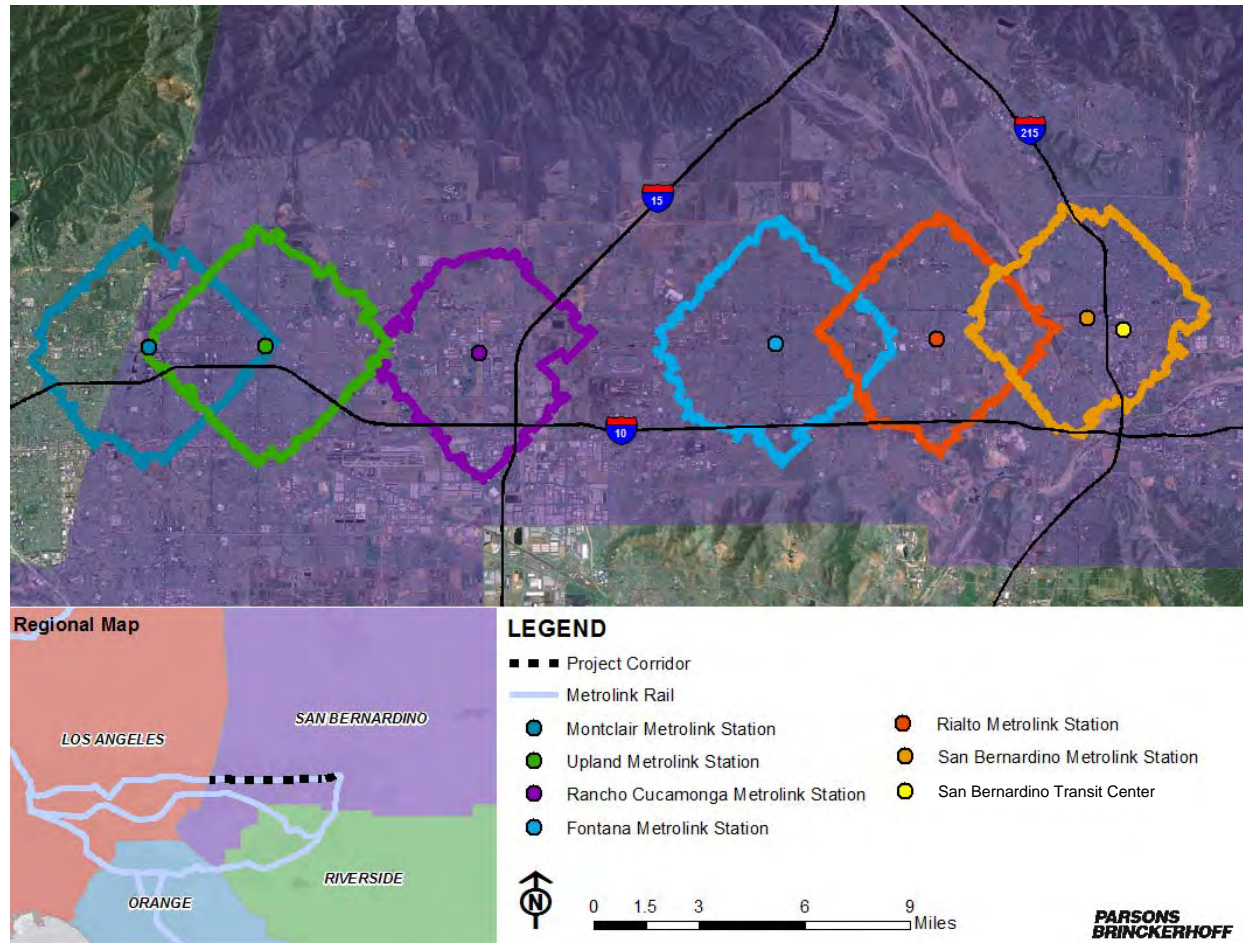 215
15
10
Regional Map
LOS ANGELES
SAN BERNARDINO
ORANGE
RIVERSIDE
LEGEND
Project Corridor
Metrolink Rail
Montclair Metrolink Station
Upland Metrolink Station
Rancho Cucamonga Metrolink Station
Fontana Metrolink Station
Rialto Metrolink Station
San Bernardino Metrolink Station
San Bernardino Transit Center
N
0 1.5 3 6 9
Miles
PARSONS
BRINCKERHOFF